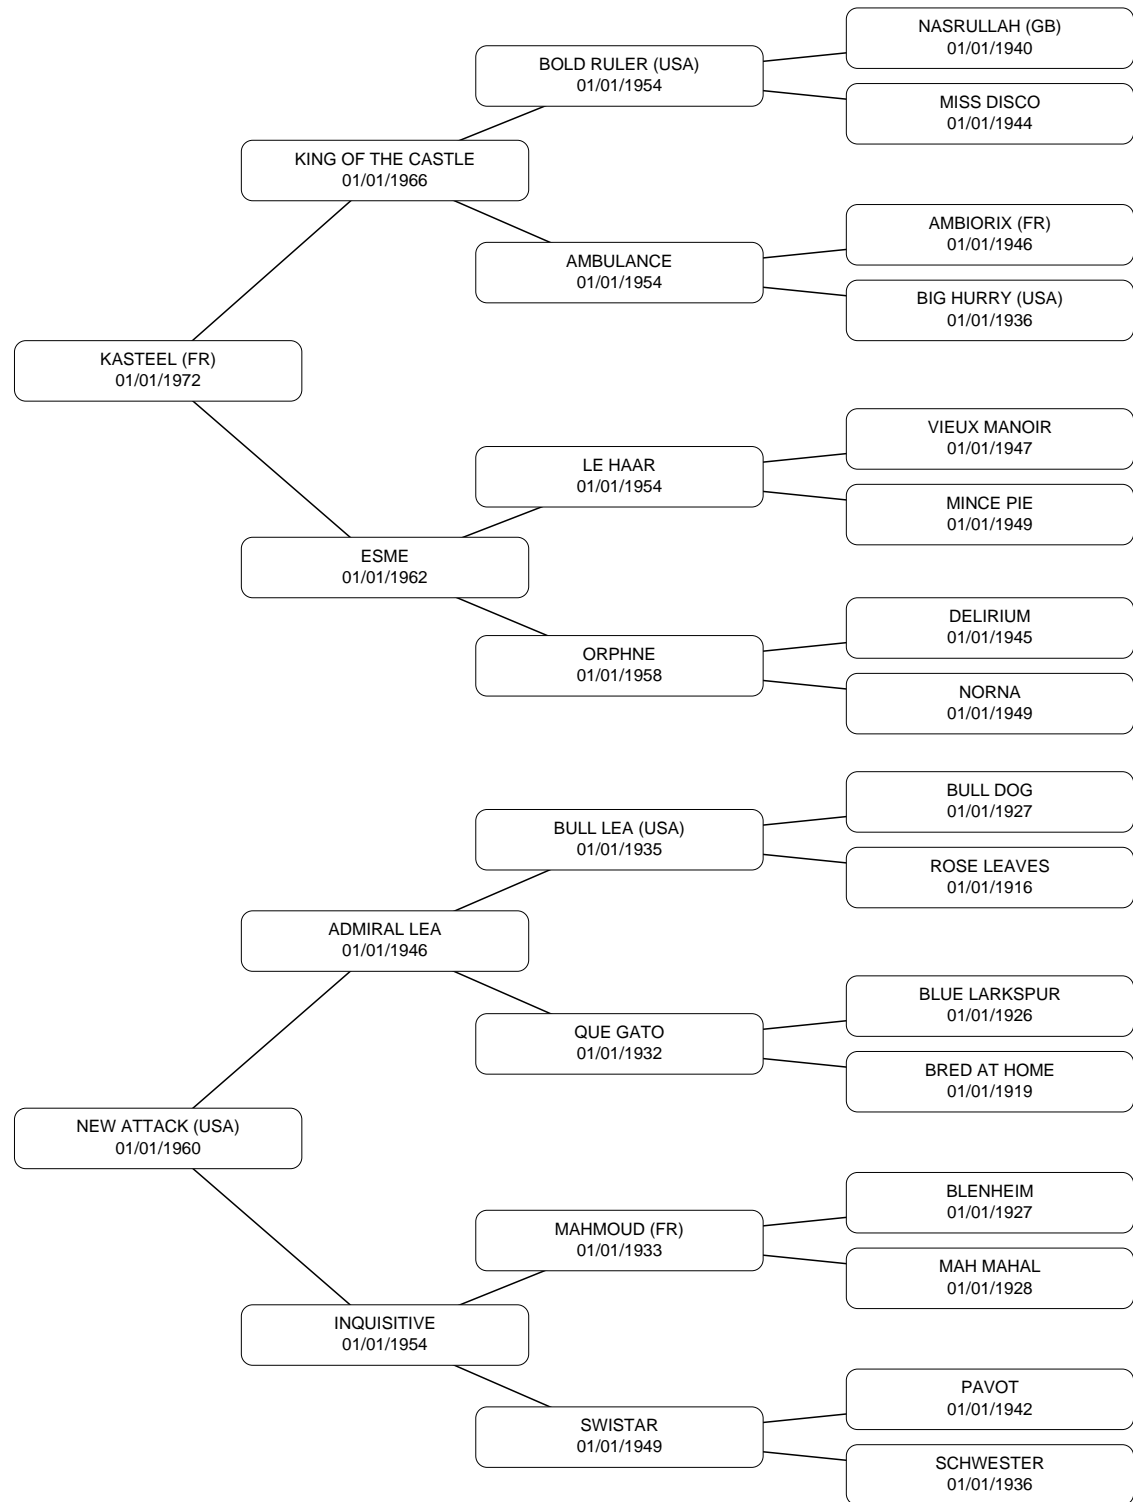 NASRULLAH (GB)
01/01/1940
BOLD RULER (USA)
01/01/1954
MISS DISCO
01/01/1944
KING OF THE CASTLE
01/01/1966
AMBIORIX (FR)
01/01/1946
AMBULANCE
01/01/1954
BIG HURRY (USA)
01/01/1936
KASTEEL (FR)
01/01/1972
VIEUX MANOIR
01/01/1947
LE HAAR
01/01/1954
MINCE PIE
01/01/1949
ESME
01/01/1962
DELIRIUM
01/01/1945
ORPHNE
01/01/1958
NORNA
01/01/1949
BULL DOG
01/01/1927
BULL LEA (USA)
01/01/1935
ROSE LEAVES
01/01/1916
ADMIRAL LEA
01/01/1946
BLUE LARKSPUR
01/01/1926
QUE GATO
01/01/1932
BRED AT HOME
01/01/1919
NEW ATTACK (USA)
01/01/1960
BLENHEIM
01/01/1927
MAHMOUD (FR)
01/01/1933
MAH MAHAL
01/01/1928
INQUISITIVE
01/01/1954
PAVOT
01/01/1942
SWISTAR
01/01/1949
SCHWESTER
01/01/1936